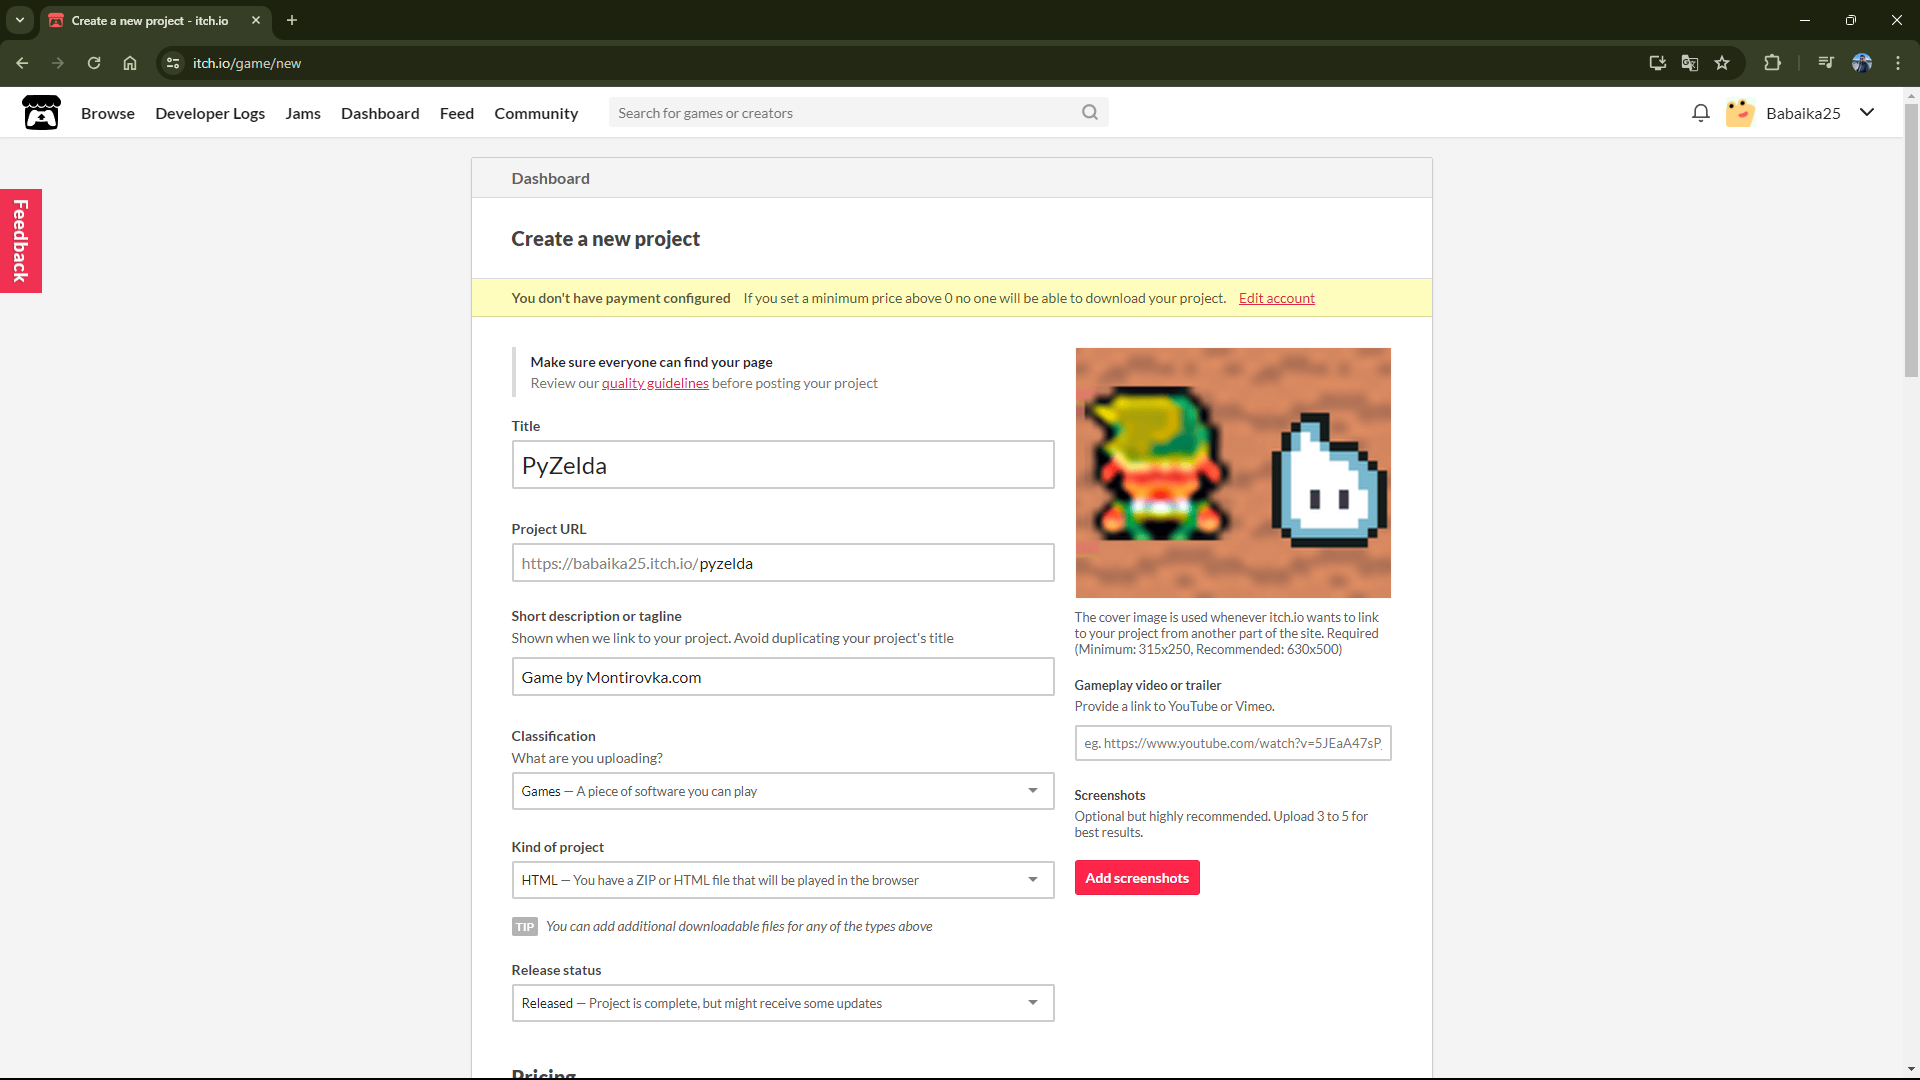 Create a new project - itch.io
itch.io/game/new
Browse
Developer Logs
Jams
Dashboard
Feed
Community
Search for games or creators
Babaika25
Feedback
Dashboard
Create a new project
You don't have payment configured If you set a minimum price above 0 no one will be able to download your project. Edit account
Make sure everyone can find your page
Review our quality guidelines before posting your project
Title
PyZelda
Project URL
https://babaika25.itch.io/pyzelda
Short description or tagline
Shown when we link to your project. Avoid duplicating your project's title
Game by Montirovka.com
Classification
What are you uploading?
Games — A piece of software you can play
Kind of project
HTML — You have a ZIP or HTML file that will be played in the browser
TIP You can add additional downloadable files for any of the types above
Release status
Released — Project is complete, but might receive some updates
Pricing
The cover image is used whenever itch.io wants to link
to your project from another part of the site. Required
(Minimum: 315x250, Recommended: 630x500)
Gameplay video or trailer
Provide a link to YouTube or Vimeo.
eg. https://www.youtube.com/watch?v=5JEaA47sP
Screenshots
Optional but highly recommended. Upload 3 to 5 for
best results.
Add screenshots